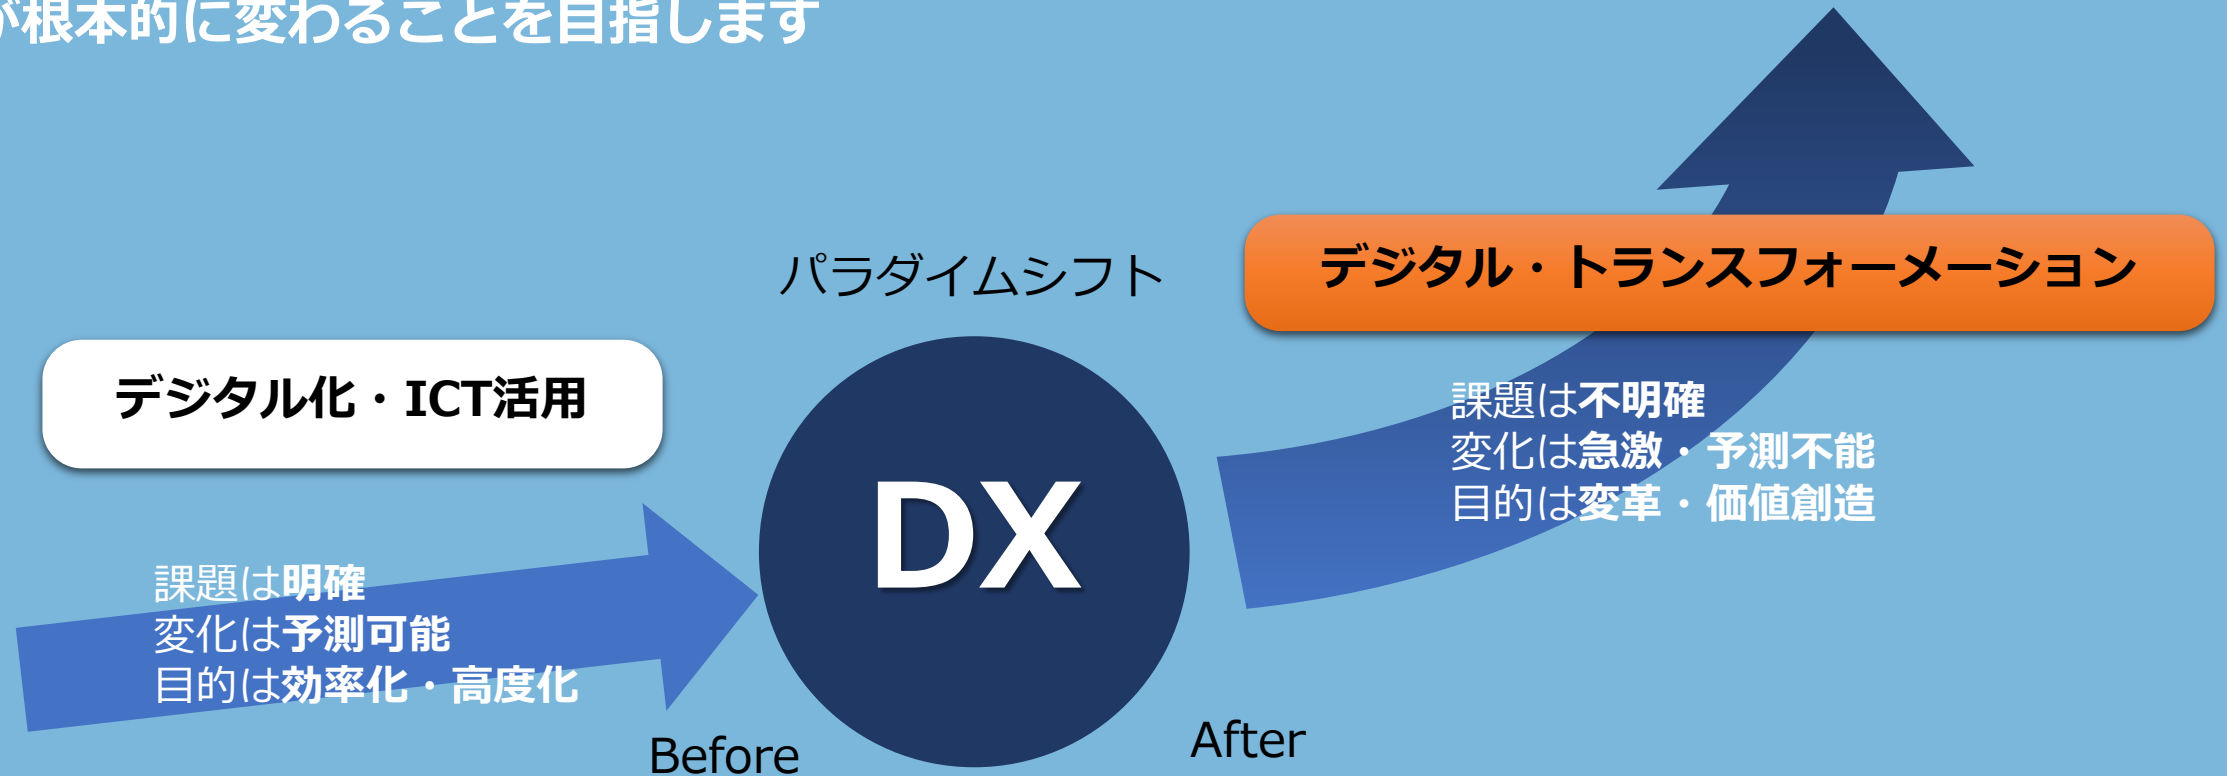 が根本的に変わることを目指します
パラダイムシフト
デジタル・トランスフォーメーション
デジタル化・ICT活用
DX
課題は不明確
変化は急激・予測不能
目的は変革・価値創造
課題は明確
変化は予測可能
目的は効率化・高度化
Before
After